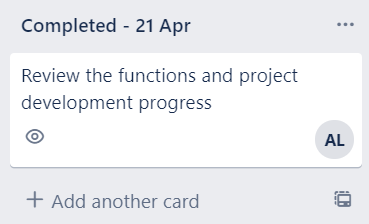 Completed - 21 Apr
Review the functions and project
development progress
AL
Add another card